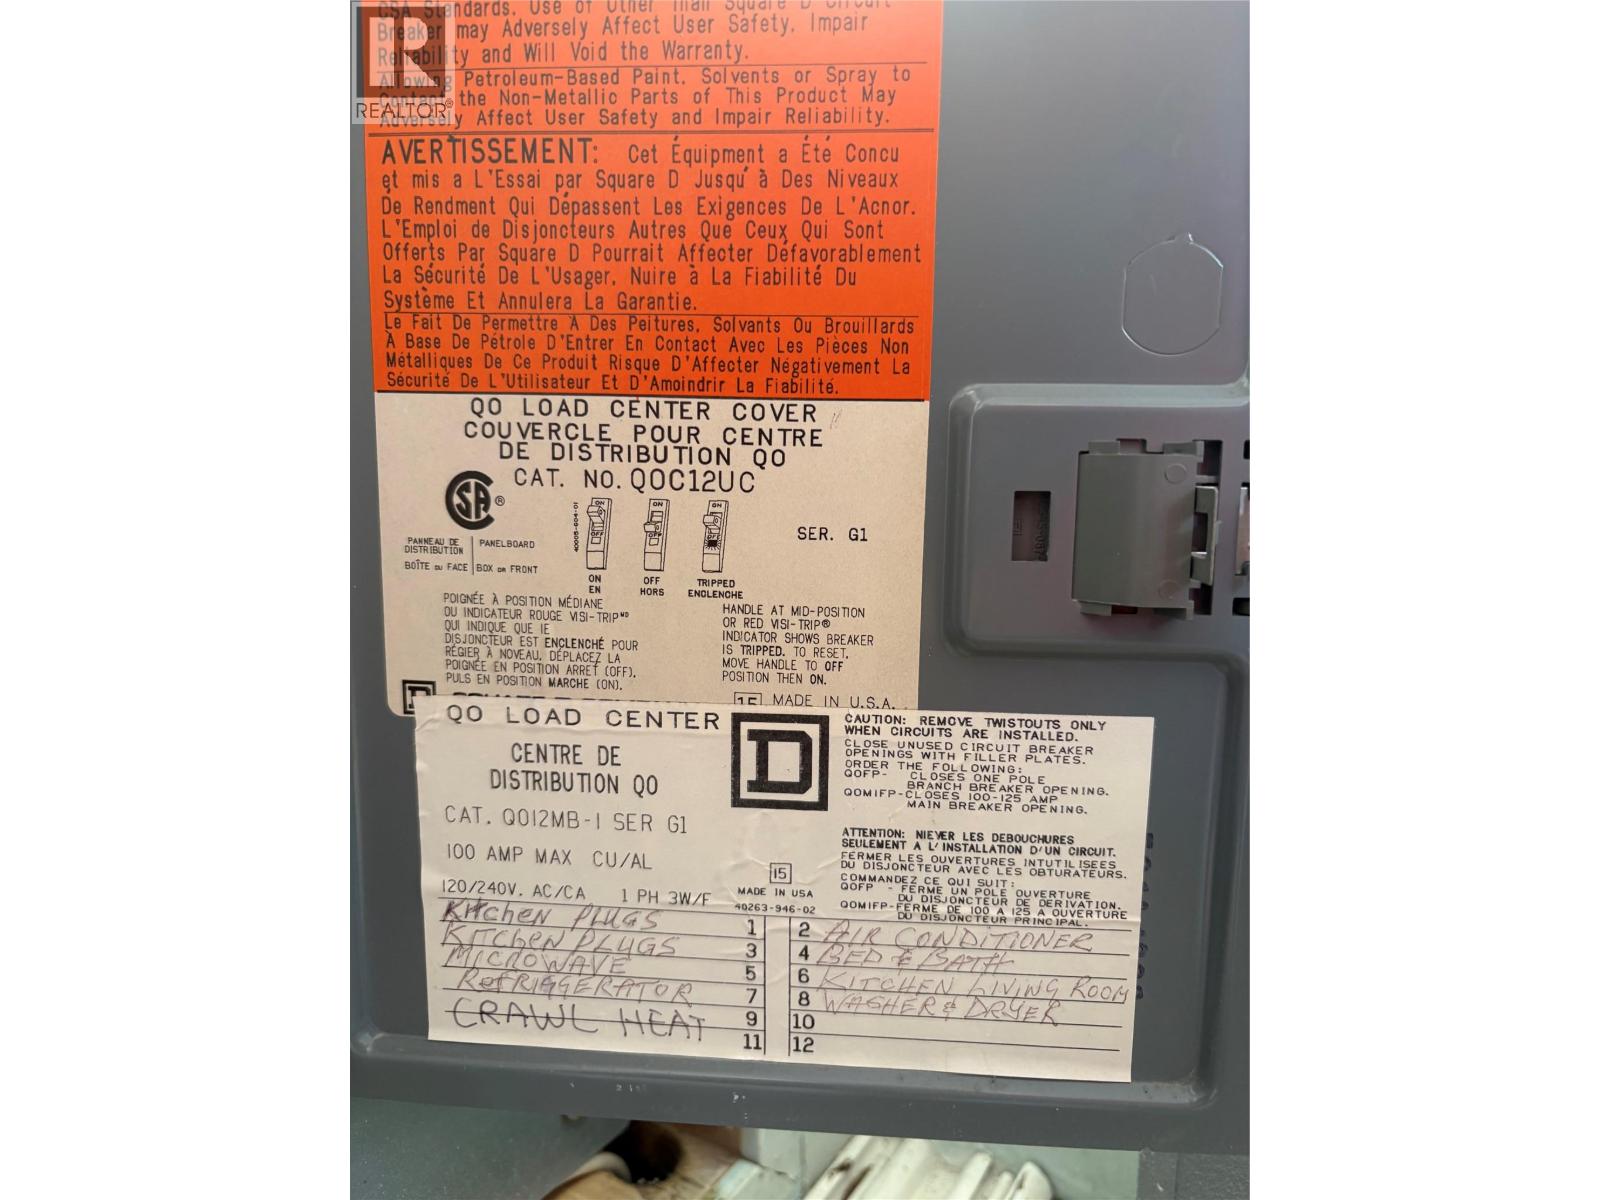 CSA Standards. Use of Other Than Square D Circuit
Breaker may Adversely Affect User Safety, Impair
Reliability and Will Void the Warranty.
Allowing Petroleum-Based Paint, Solvents or Spray to
Contact the Non-Metallic Parts of This Product May
Adversely Affect User Safety and Impair Reliability.
REALTOR®
AVERTISSEMENT: Cet Équipment a Été Concu
et mis a L'Essai par Square D Jusqu'à Des Niveaux
De Rendment Qui Dépassent Les Exigences De L'Acnor.
L'Emploi de Disjoncteurs Autres Que Ceux Qui Sont
Offerts Par Square D Pourrait Affecter Défavorablement
La Sécurité De L'Usager, Nuire à La Fiabilité Du
Système Et Annulera La Garantie.
Le Fait De Permettre À Des Peitures, Solvants Ou Brouillards
À Base De Pétrole D'Entrer En Contact Avec Les Pièces Non
Métalliques De Ce Produit Risque D'Affecter Négativement La
Sécurité De L'Utilisateur Et D'Amoindrir La Fiabilité.
QO LOAD CENTER COVER
COUVERCLE POUR CENTRE
DE DISTRIBUTION QO
CAT. NO. QOC12UC
SA®
40005-604-01
ON
OFF
ON
OFF
ON
OFF
SER. G1
PANNEAU DE DISTRIBUTION
PANELBOARD
BOÎTE OU FACE
BOX OR FRONT
ON
EN
OFF
HORS
TRIPPED
ENCLENCHE
POIGNÉE À POSITION MÉDIANE
OU INDICATEUR ROUGE VISI-TRIP MD
QUI INDIQUE QUE IE
DISJONCTEUR EST ENCLENCHÉ POUR
RÉGIER À NOVEAU, DÉPLACEZ LA
POIGNÉE EN POSITION ARRET (OFF),
PULS EN POSITION MARCHE (ON).
HANDLE AT MID-POSITION
OR RED VISI-TRIP®
INDICATOR SHOWS BREAKER
IS TRIPPED. TO RESET,
MOVE HANDLE TO OFF
POSITION THEN ON.
D
15 MADE IN U.S.A.
QO LOAD CENTER
CENTRE DE
DISTRIBUTION QO
CAT. QO12MB-1 SER G1
100 AMP MAX CU/AL
120/240V. AC/CA 1 PH 3W/F
D
15
MADE IN USA
40263-946-02
CAUTION: REMOVE TWISTOUTS ONLY
WHEN CIRCUITS ARE INSTALLED.
CLOSE UNUSED CIRCUIT BREAKER
OPENINGS WITH FILLER PLATES.
ORDER THE FOLLOWING:
QOFP- CLOSES ONE POLE
BRANCH BREAKER OPENING.
QOMIFP-CLOSES 100-125 AMP
MAIN BREAKER OPENING.
ATTENTION: NIEVER LES DEBOUCHURES
SEULEMENT A L'INSTALLATION D'UN CIRCUIT.
FERMER LES OUVERTURES INTUTILISEES
DU DISJONCTEUR AVEC LES OBTURATEURS.
COMMANDEZ CE QUI SUIT:
QOFP - FERME UN POLE OUVERTURE
DU DISJONCTEUR DE DERIVATION.
QOMIFP-FERME DE 100 A 125 A OUVERTURE
DU DISJONCTEUR PRINCIPAL.
KITCHEN PLUGS 1
2 AIR CONDITIONER
KITCHEN PLUGS 3
4 BED & BATH
MICROWAVE 5
6 KITCHEN LIVING ROOM
REFRIGGERATOR 7
8 WASHER & DRYER
CRAWL HEAT 9
10
11
12